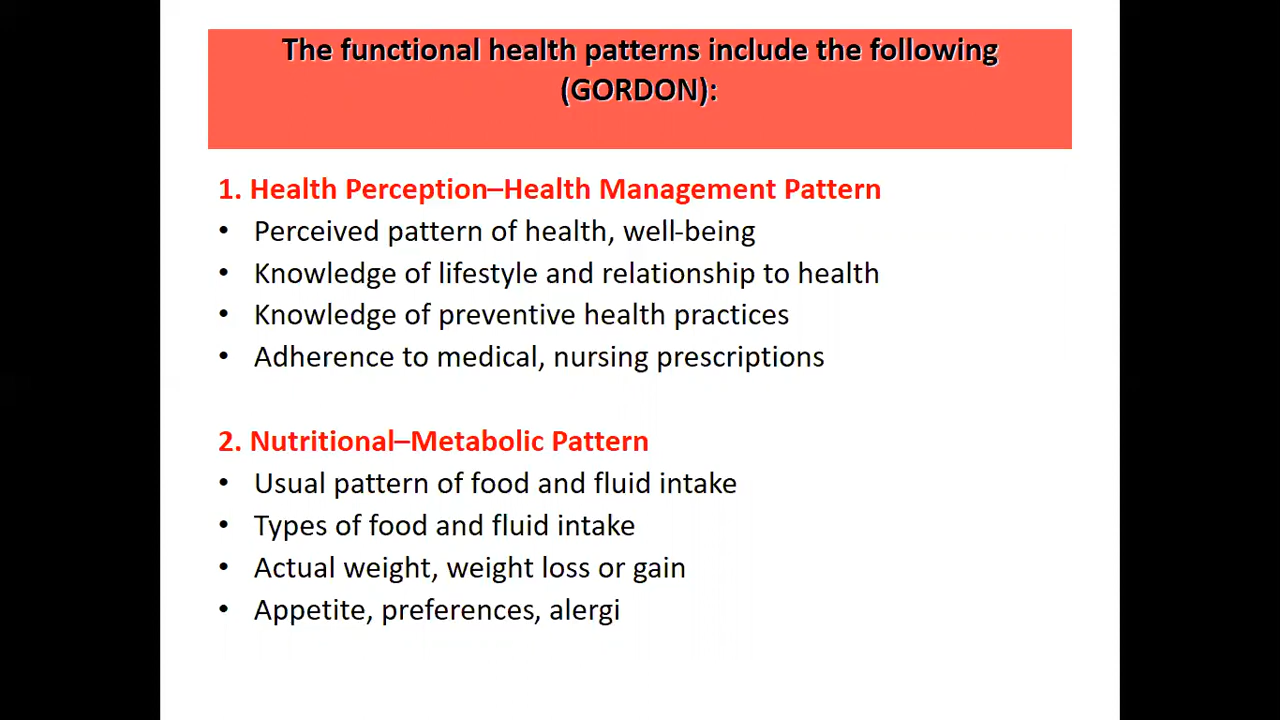 The functional health patterns include the following
(GORDON):
1. Health Perception–Health Management Pattern
• Perceived pattern of health, well-being
• Knowledge of lifestyle and relationship to health
• Knowledge of preventive health practices
• Adherence to medical, nursing prescriptions
2. Nutritional–Metabolic Pattern
• Usual pattern of food and fluid intake
• Types of food and fluid intake
• Actual weight, weight loss or gain
• Appetite, preferences, alergi